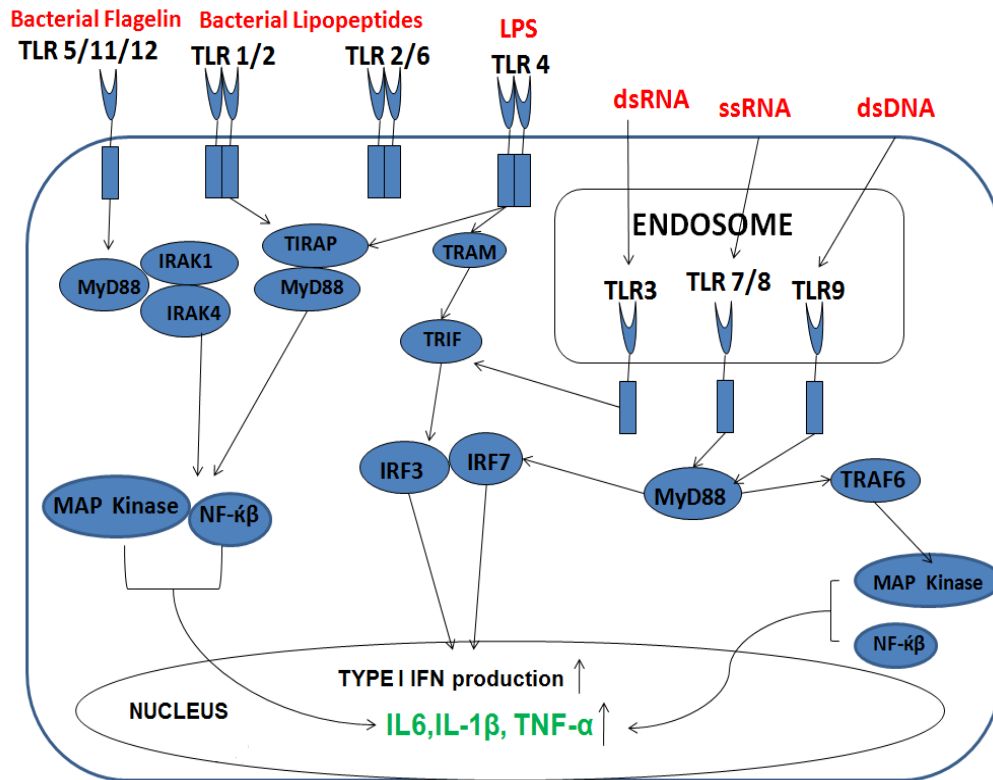 Bacterial Flagelin
Bacterial Lipopeptides
LPS
TLR 5/11/12
TLR 1/2
TLR 2/6
TLR 4
dsRNA
ssRNA
dsDNA
ENDOSOME
TIRAP
TRAM
IRAK1
MyD88
MyD88
IRAK4
TLR3
TLR 7/8
TLR9
TRIF
IRF3
IRF7
MyD88
TRAF6
MAP Kinase
NF-ḱβ
MAP Kinase
NF-ḱβ
TYPE I IFN production
NUCLEUS
IL6,IL-1β, TNF-α